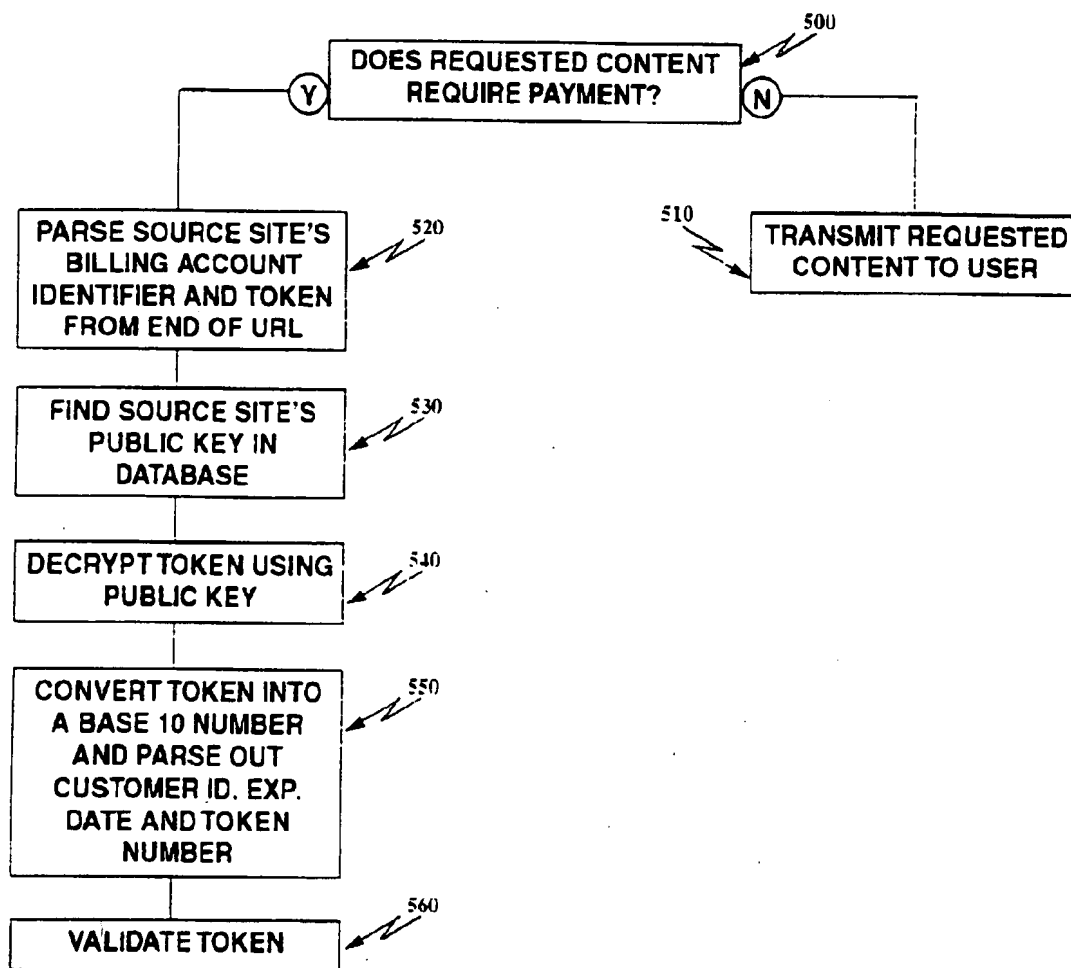 500
DOES REQUESTED CONTENT
REQUIRE PAYMENT?
Y
N
520
PARSE SOURCE SITE'S
BILLING ACCOUNT
IDENTIFIER AND TOKEN
FROM END OF URL
510
TRANSMIT REQUESTED
CONTENT TO USER
530
FIND SOURCE SITE'S
PUBLIC KEY IN
DATABASE
540
DECRYPT TOKEN USING
PUBLIC KEY
550
CONVERT TOKEN INTO
A BASE 10 NUMBER
AND PARSE OUT
CUSTOMER ID. EXP.
DATE AND TOKEN
NUMBER
560
VALIDATE TOKEN